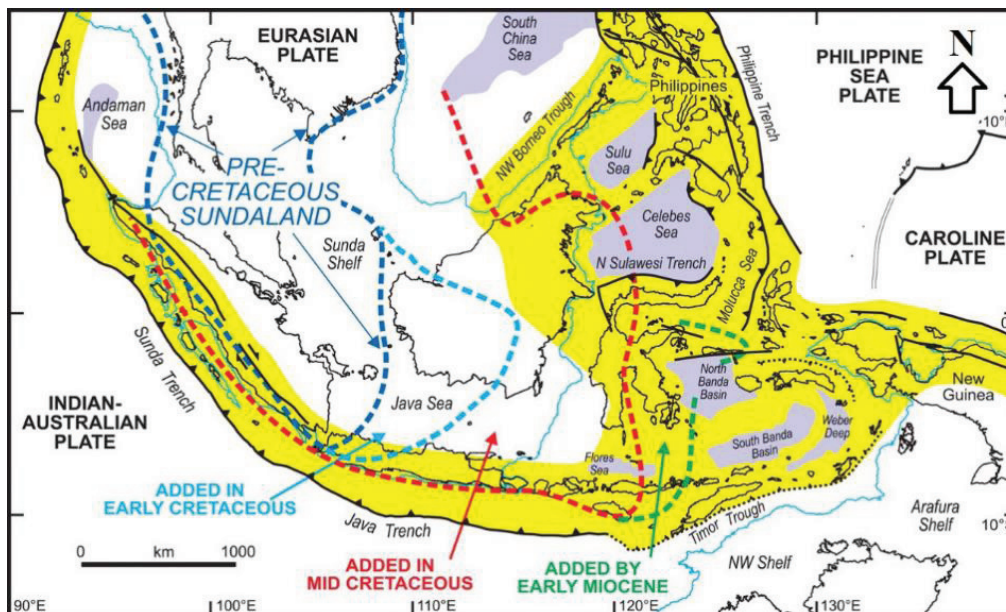 South
China
Sea
EURASIAN
PLATE
PHILIPPINE
SEA
PLATE
N
Philippine Trench
Philippines
Andaman
Sea
10°
NW Borneo Trough
Sulu
Sea
PRE-
CRETACEOUS
SUNDALAND
Celebes
Sea
Sunda
Shelf
CAROLINE
PLATE
N Sulawesi Trench
Molucca Sea
0°
Sunda Trench
North
Banda
Basin
New
Guinea
Java Sea
INDIAN-
AUSTRALIAN
PLATE
Weber
Deep
South Banda
Basin
Flores
Sea
ADDED IN
EARLY CRETACEOUS
Java Trench
Timor Trough
Arafura
Shelf
10°
NW Shelf
0 1000
km
ADDED IN
MID CRETACEOUS
ADDED BY
EARLY MIOCENE
90°E 100°E 110°E 120°E 130°E